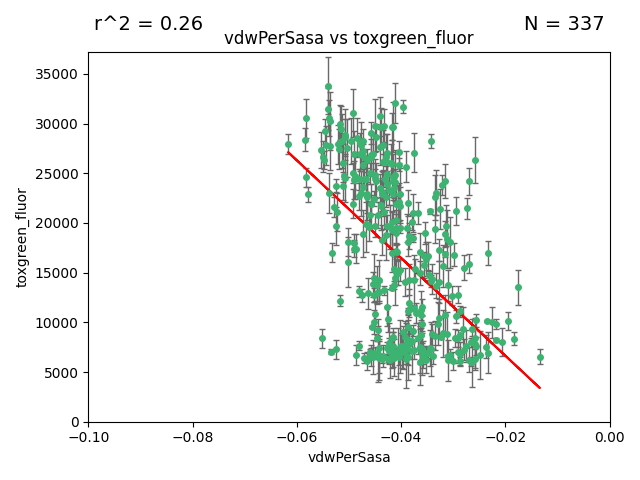 r^2 = 0.26
N = 337
vdwPerSasa vs toxgreen_fluor
35000
30000
25000
20000
15000
10000
5000
0
toxgreen_fluor
−0.10
−0.08
−0.06
−0.04
−0.02
0.00
vdwPerSasa